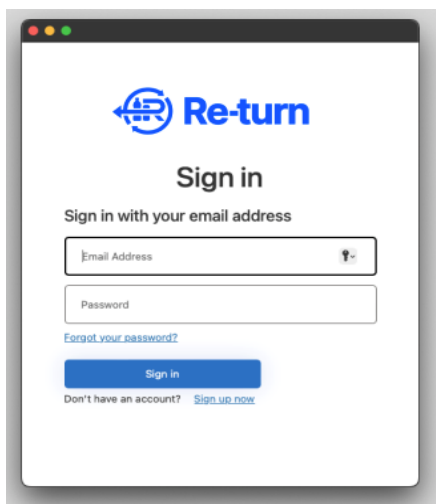 Re-turn
Sign in
Sign in with your email address
Email Address
Password
Forgot your password?
Sign in
Don't have an account? Sign up now